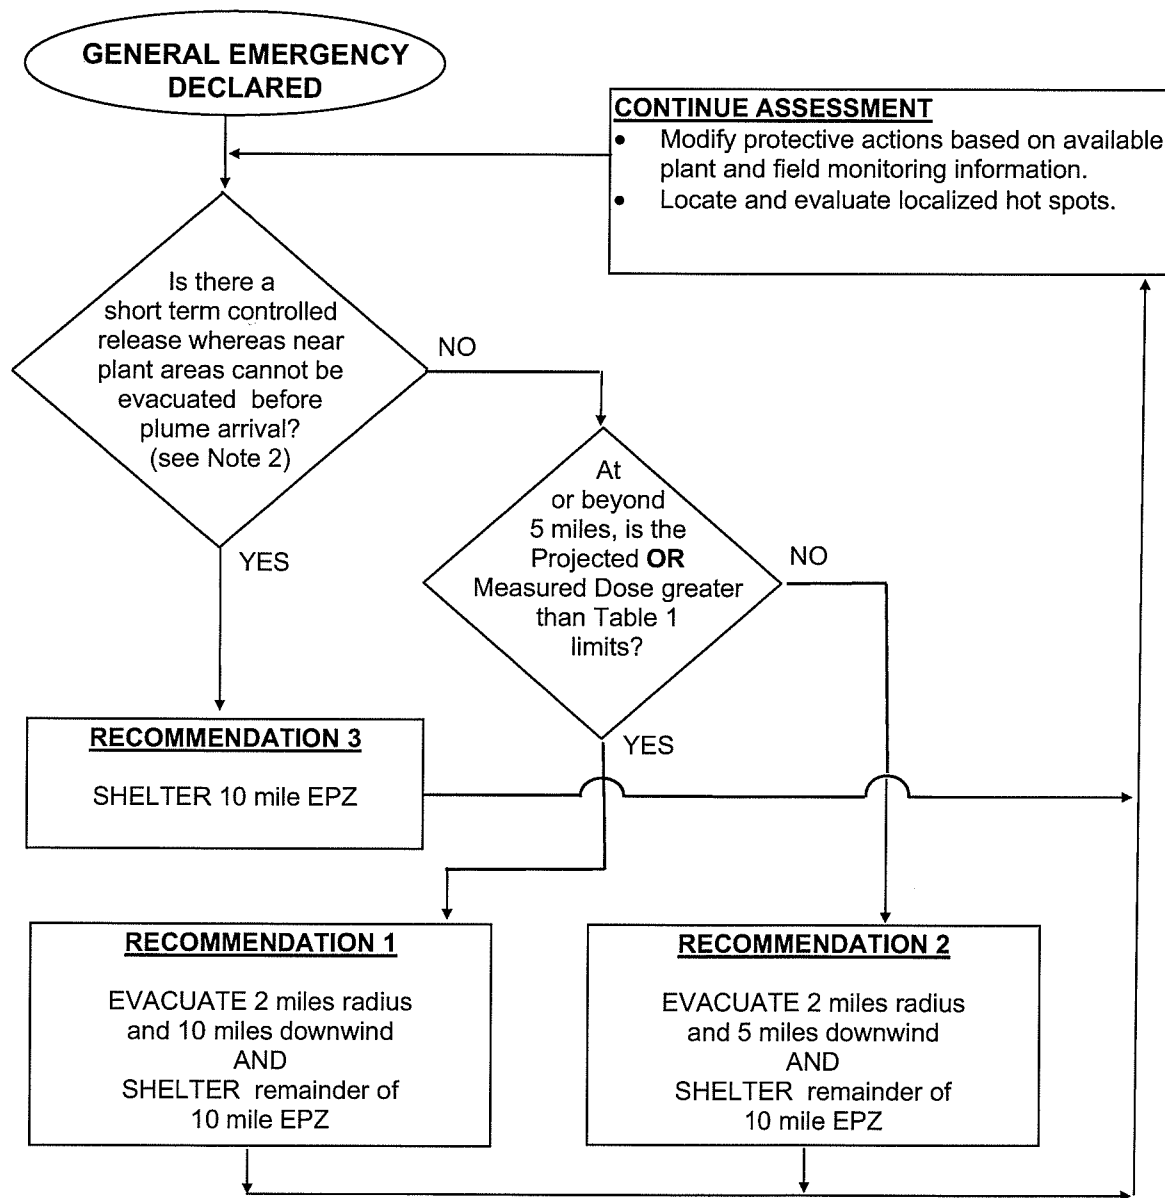 GENERAL EMERGENCY
DECLARED
CONTINUE ASSESSMENT
• Modify protective actions based on available
plant and field monitoring information.
• Locate and evaluate localized hot spots.
Is there a
short term controlled
release whereas near
plant areas cannot be
evacuated before
plume arrival?
(see Note 2)
NO
YES
At
or beyond
5 miles, is the
Projected OR
Measured Dose greater
than Table 1
limits?
NO
YES
RECOMMENDATION 3
SHELTER 10 mile EPZ
RECOMMENDATION 1
EVACUATE 2 miles radius
and 10 miles downwind
AND
SHELTER remainder of
10 mile EPZ
RECOMMENDATION 2
EVACUATE 2 miles radius
and 5 miles downwind
AND
SHELTER remainder of
10 mile EPZ